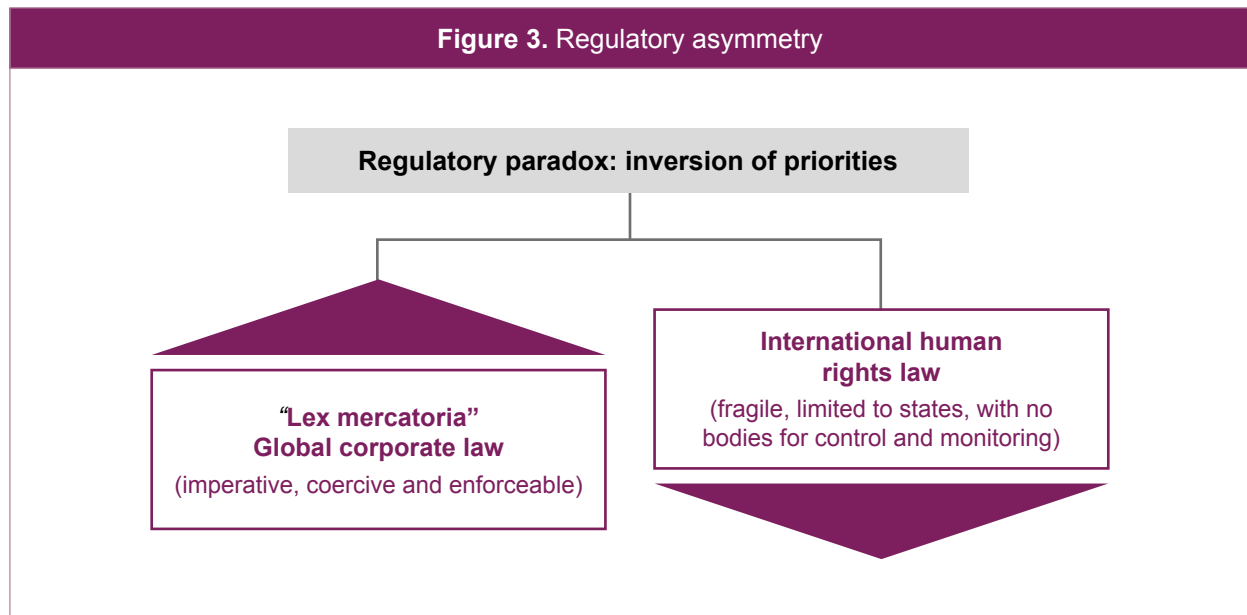 Figure 3. Regulatory asymmetry
Regulatory paradox: inversion of priorities
“Lex mercatoria”
Global corporate law
(imperative, coercive and enforceable)
International human
rights law
(fragile, limited to states, with no
bodies for control and monitoring)